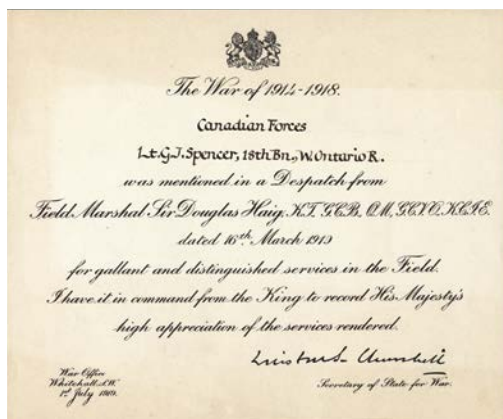 The War of 1914-1918.
Canadian Forces
Lt. G.J. Spencer, 18th Bn., W. Ontario R.
was mentioned in a Despatch from
Field Marshal Sir Douglas Haig, K.T. G.C.B. O.M. G.C.V.O. K.C.I.E.
dated 16th March 1919
for gallant and distinguished services in the Field.
I have it in command from the King to record His Majesty's
high appreciation of the services rendered.
Winston S. Churchill
War Office
Whitehall, S.W.
1st July 1919.
Secretary of State for War.